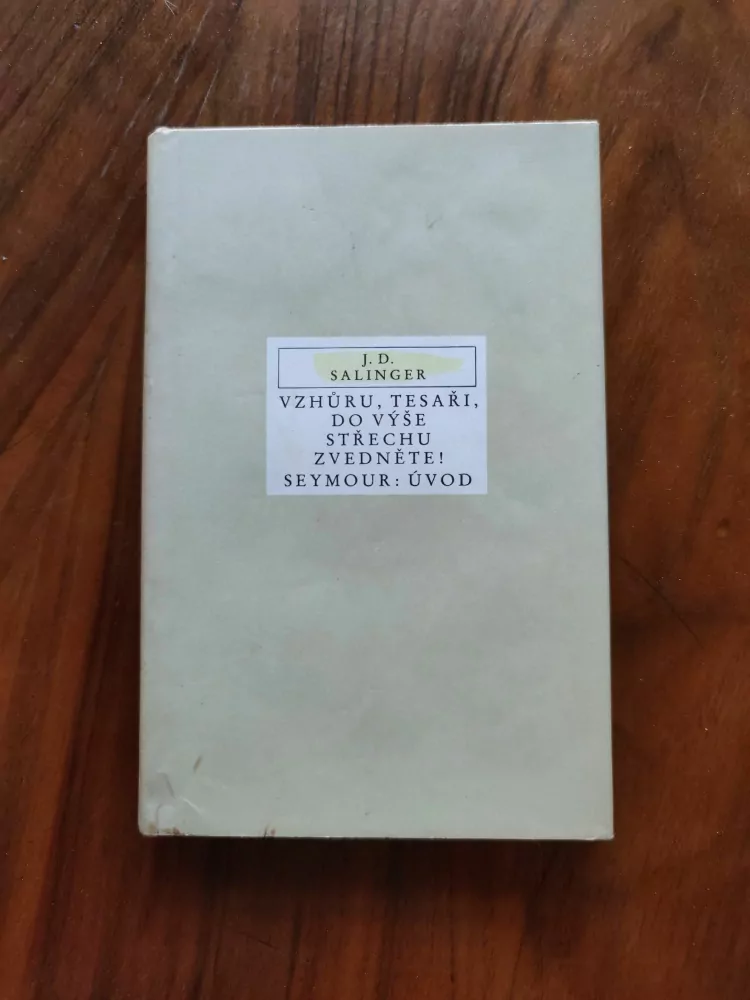 J. D.
SALINGER
VZHŮRU, TESAŘI,
DO VÝŠE
STŘECHU
ZVEDNĚTE!
SEYMOUR: ÚVOD